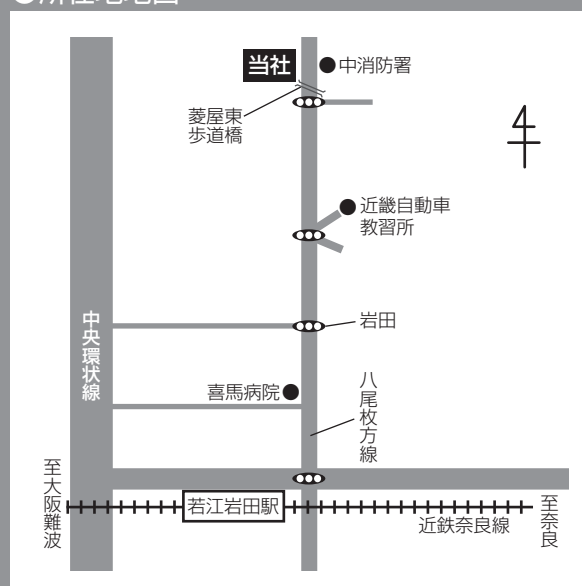 ●所在地地図
当社
中消防署
菱屋東
歩道橋
近畿自動車
教習所
岩田
中央環状線
喜馬病院
八尾枚方線
至大阪難波
若江岩田駅
近鉄奈良線
至奈良